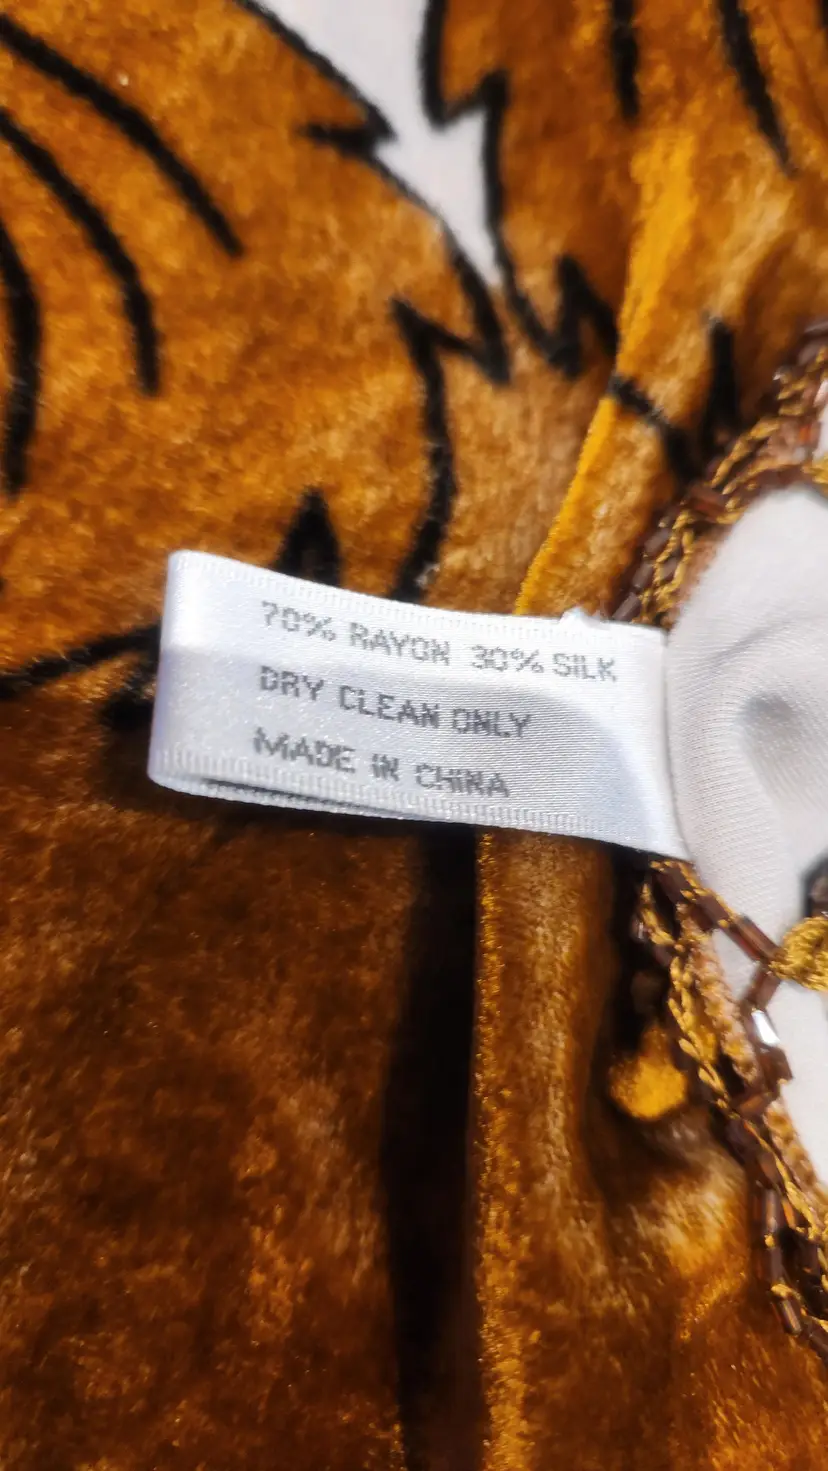 70% RAYON 30% SILK
DRY CLEAN ONLY
MADE IN CHINA